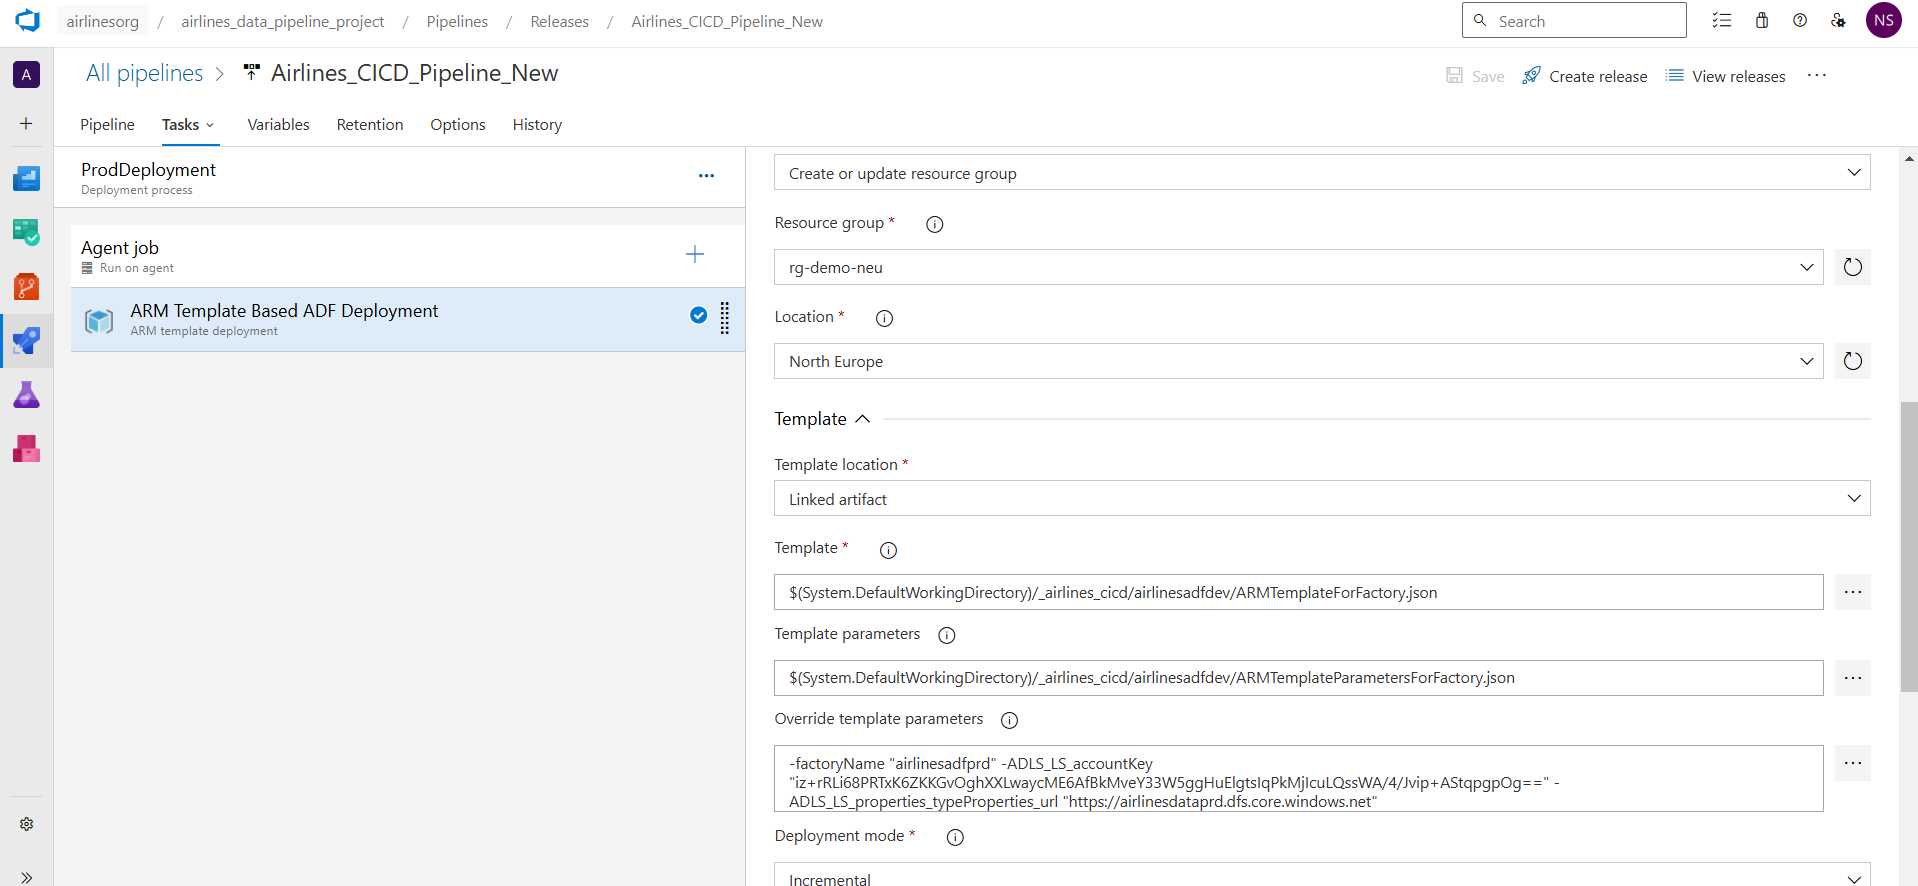 airlinesorg / airlines_data_pipeline_project / Pipelines / Releases / Airlines_CICD_Pipeline_New
Search
NS
A
All pipelines > Airlines_CICD_Pipeline_New
Save
Create release
View releases
Pipeline
Tasks
Variables
Retention
Options
History
ProdDeployment
Deployment process
Agent job
Run on agent
ARM Template Based ADF Deployment
ARM template deployment
Create or update resource group
Resource group *
rg-demo-neu
Location *
North Europe
Template
Template location *
Linked artifact
Template *
$(System.DefaultWorkingDirectory)/_airlines_cicd/airlinesadfdev/ARMTemplateForFactory.json
Template parameters
$(System.DefaultWorkingDirectory)/_airlines_cicd/airlinesadfdev/ARMTemplateParametersForFactory.json
Override template parameters
-factoryName "airlinesadfprd" -ADLS_LS_accountKey
"iz+rRLi68PRTxK6ZKKGvOghXXLwaycME6AfBkMveY33W5ggHuElgtsIqPkMjIcuLQssWA/4/Jvip+AStqpgpOg==" -
ADLS_LS_properties_typeProperties_url "https://airlinesdataprd.dfs.core.windows.net"
Deployment mode *
Incremental